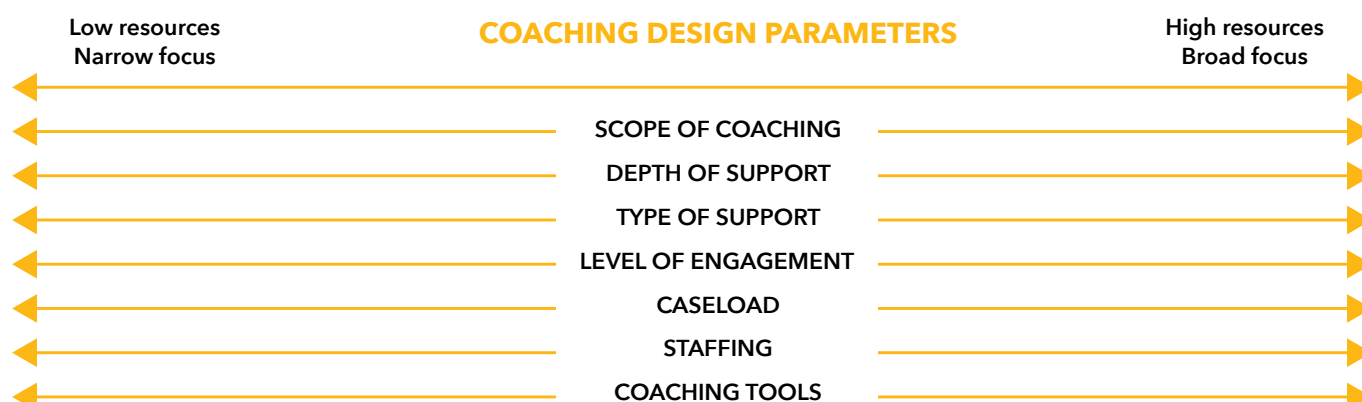 Low resources
Narrow focus
COACHING DESIGN PARAMETERS
High resources
Broad focus
SCOPE OF COACHING
DEPTH OF SUPPORT
TYPE OF SUPPORT
LEVEL OF ENGAGEMENT
CASELOAD
STAFFING
COACHING TOOLS